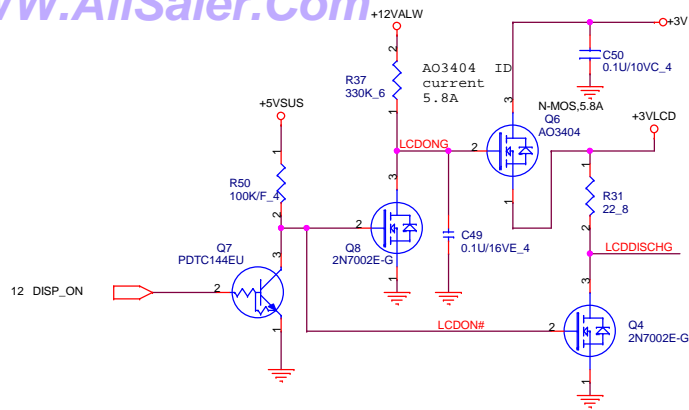 WWW.AllSaler.Com
+12VALW
+3V
2
C50
0.1U/10VC_4
R37
330K_6
AO3404 ID
current
5.8A
+5VSUS
3
N-MOS,5.8A
Q6
AO3404
+3VLCD
1
LCDONG
2
1
1
R50
100K/F_4
3
1
R31
22_8
2
2
C49
0.1U/16VE_4
2
Q7
PDTC144EU
3
Q8
2N7002E-G
LCDDISCHG
1
3
12 DISP_ON
2
LCDON#
2
Q4
2N7002E-G
1
1